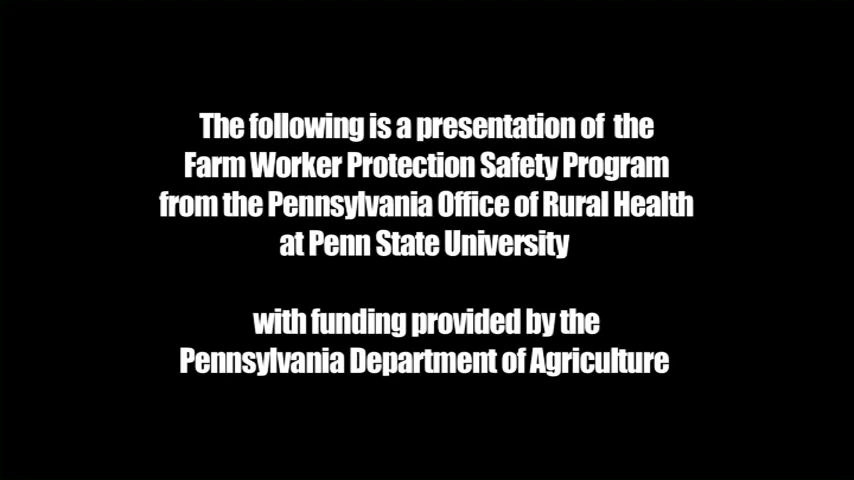 The following is a presentation of the
Farm Worker Protection Safety Program
from the Pennsylvania Office of Rural Health
at Penn State University
with funding provided by the
Pennsylvania Department of Agriculture